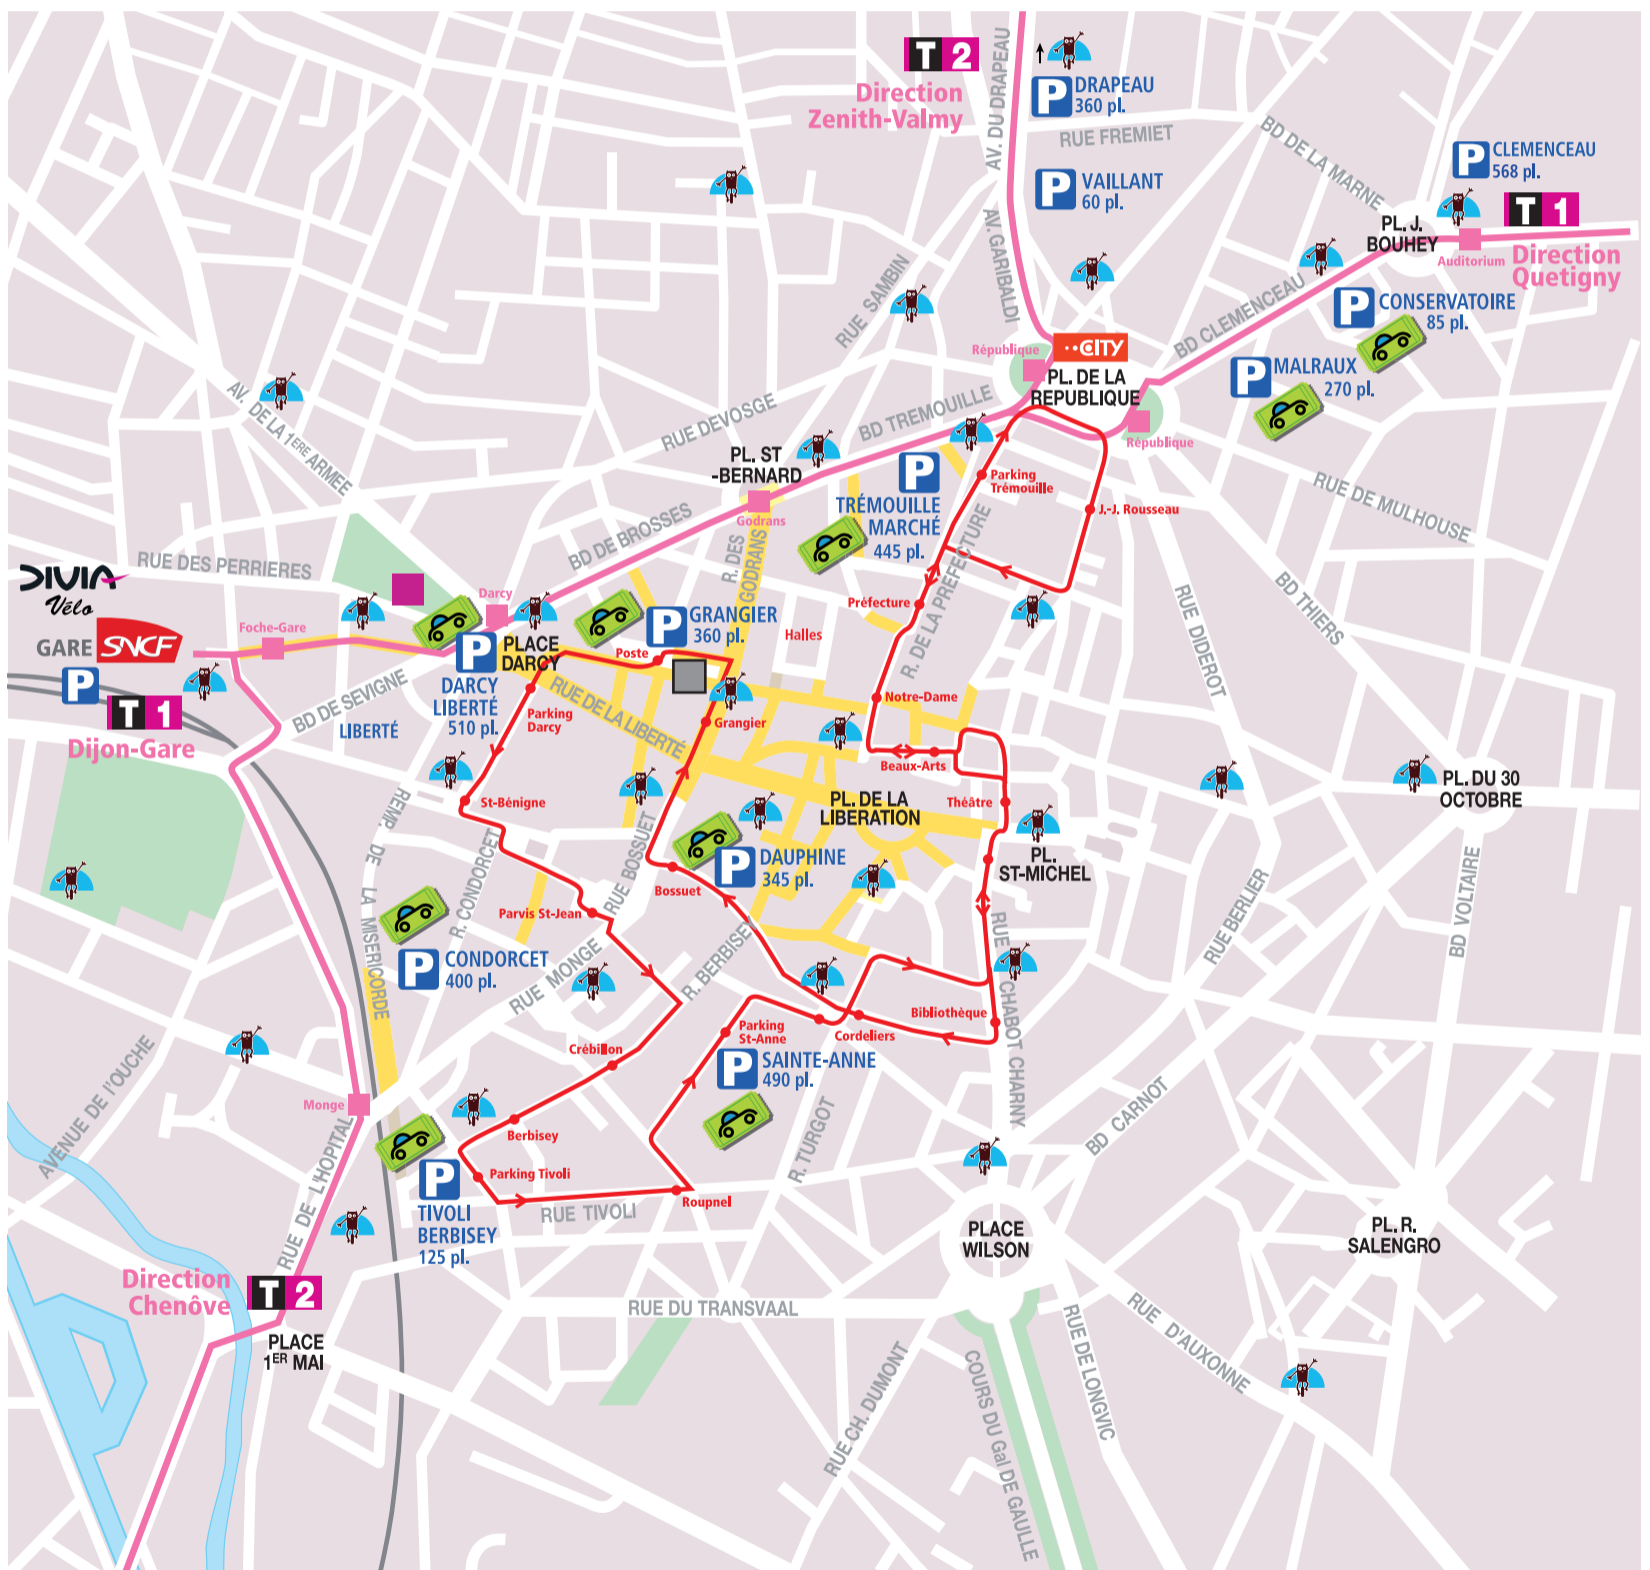 T 2
Direction
Zenith-Valmy
AV. DU DRAPEAU
P DRAPEAU
360 pl.
RUE FREMIET
BD DE LA MARNE
P CLEMENCEAU
568 pl.
P VAILLANT
60 pl.
T 1
PL. J.
BOUHEY
Auditorium
Direction
Quetigny
AV. GARIBALDI
RUE SAMBIN
BD CLEMENCEAU
P CONSERVATOIRE
85 pl.
République
CITY
PL. DE LA
REPUBLIQUE
P MALRAUX
270 pl.
République
AV. DE LA 1ERE ARMEE
RUE DEVOSGE
BD TREMOUILLE
PL. ST
-BERNARD
Godrans
P
TRÉMOUILLE
MARCHÉ
445 pl.
Parking
Trémouille
J.-J. Rousseau
RUE DE MULHOUSE
BD DE BROSSES
R. DES
GODRANS
RUE DES PERRIERES
DIVIA
Vélo
GARE SNCF
P
T 1
Dijon-Gare
Foche-Gare
Darcy
P
PLACE
DARCY
DARCY
LIBERTÉ
510 pl.
BD DE SEVIGNE
LIBERTÉ
P GRANGIER
360 pl.
Poste
Halles
Préfecture
R. DE LA PREFECTURE
RUE DIDEROT
BD THIERS
Parking
Darcy
RUE DE LA LIBERTÉ
Grangier
Notre-Dame
Beaux-Arts
St-Bénigne
PL. DE LA
LIBERATION
Théâtre
PL. DU 30
OCTOBRE
REMP. DE LA MISERICORDE
R. CONDORCET
RUE BOSSUET
P DAUPHINE
345 pl.
Bossuet
PL.
ST-MICHEL
Parvis St-Jean
P CONDORCET
400 pl.
RUE MONGE
R. BERBISEY
RUE CHABOT CHARNY
RUE BERLIER
BD VOLTAIRE
Bibliothèque
Cordeliers
Parking
St-Anne
P SAINTE-ANNE
490 pl.
Crébillon
AVENUE DE L'OUCHE
Monge
Berbisey
Parking Tivoli
P
TIVOLI
BERBISEY
125 pl.
RUE TIVOLI
Roupnel
R. TURGOT
BD CARNOT
RUE DE L'HOPITAL
PLACE
WILSON
PL. R.
SALENGRO
Direction
Chenôve
T 2
PLACE
1ER MAI
RUE DU TRANSVAAL
RUE CH. DUMONT
COURS DU Gal DE GAULLE
RUE DE LONGVIC
RUE D'AUXONNE